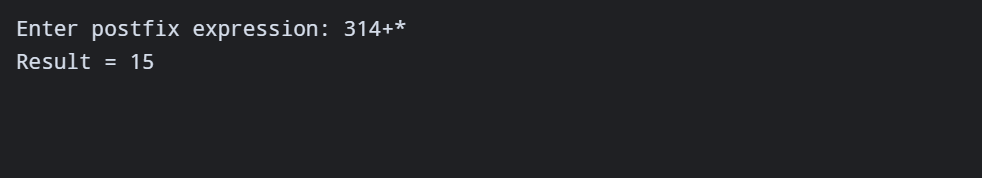 Enter postfix expression: 314+*
Result = 15